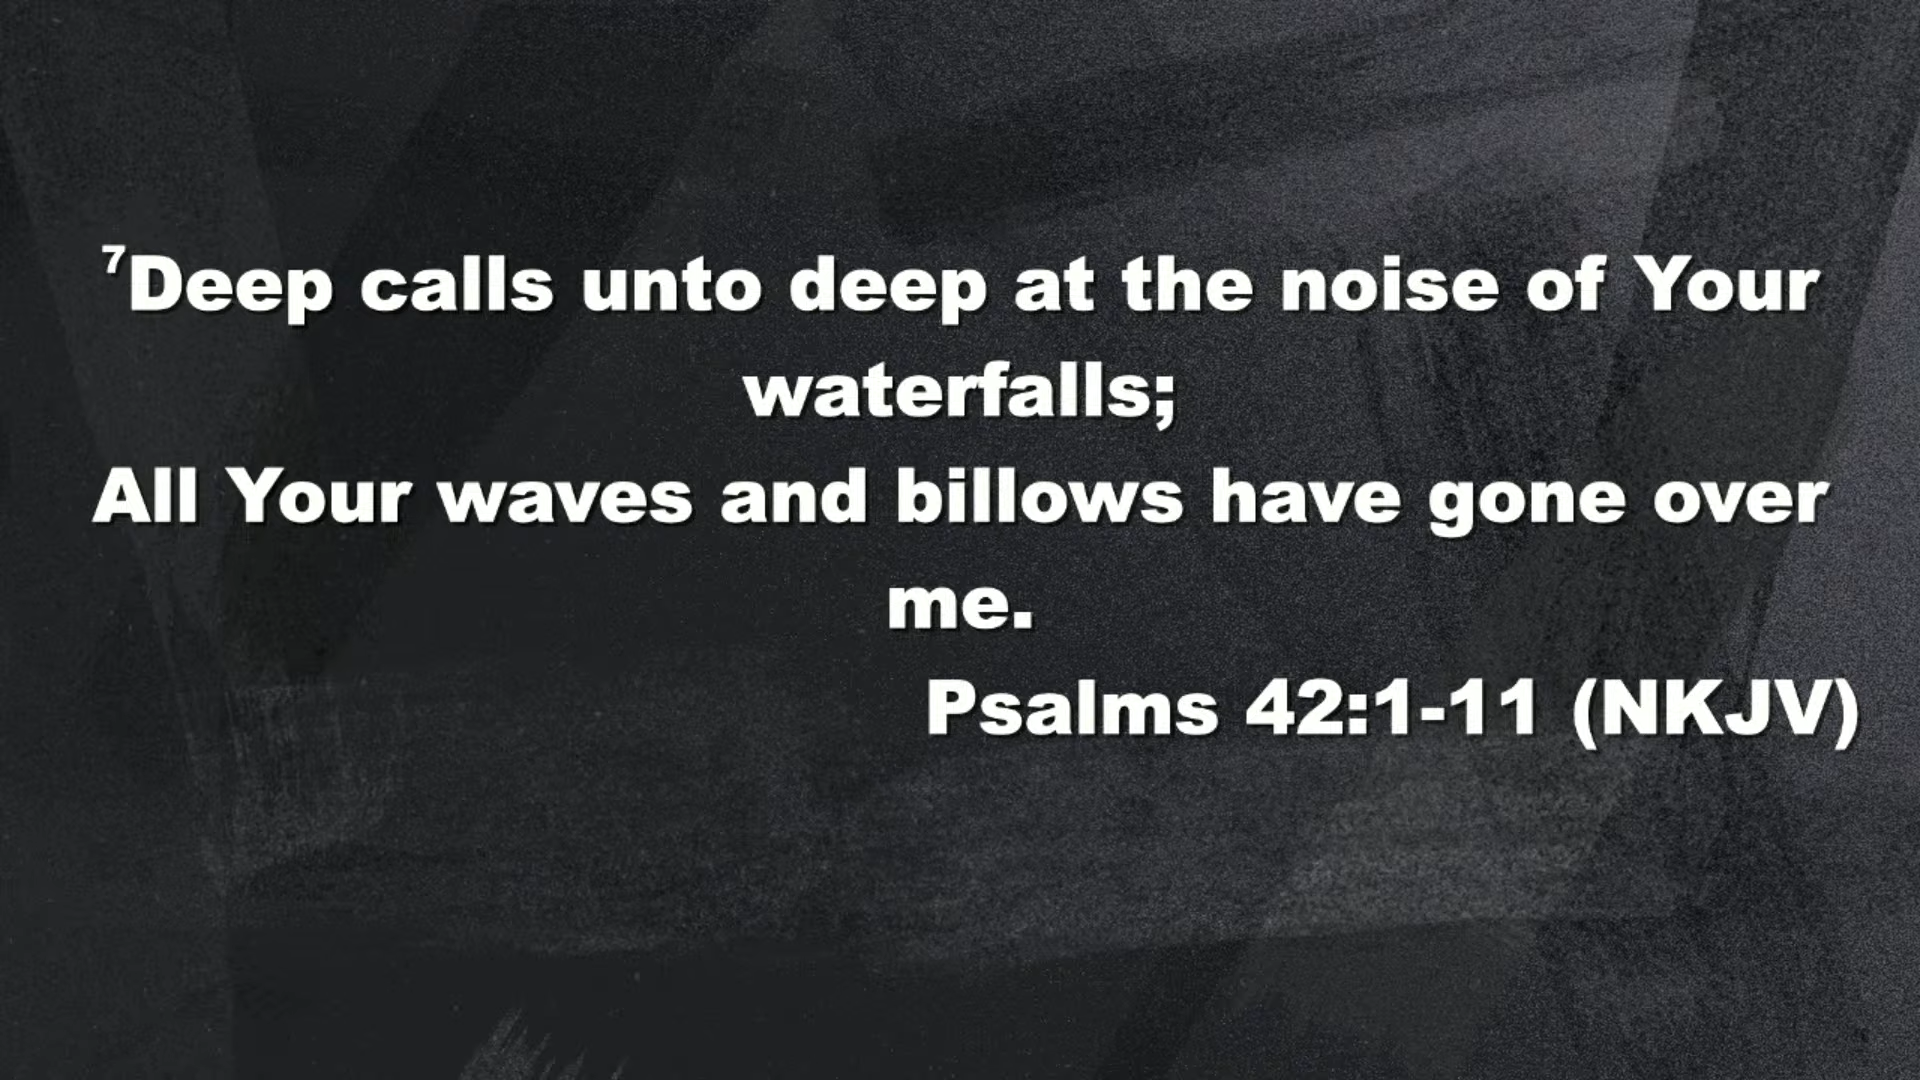 7Deep calls unto deep at the noise of Your
waterfalls;
All Your waves and billows have gone over
me.
Psalms 42:1-11 (NKJV)